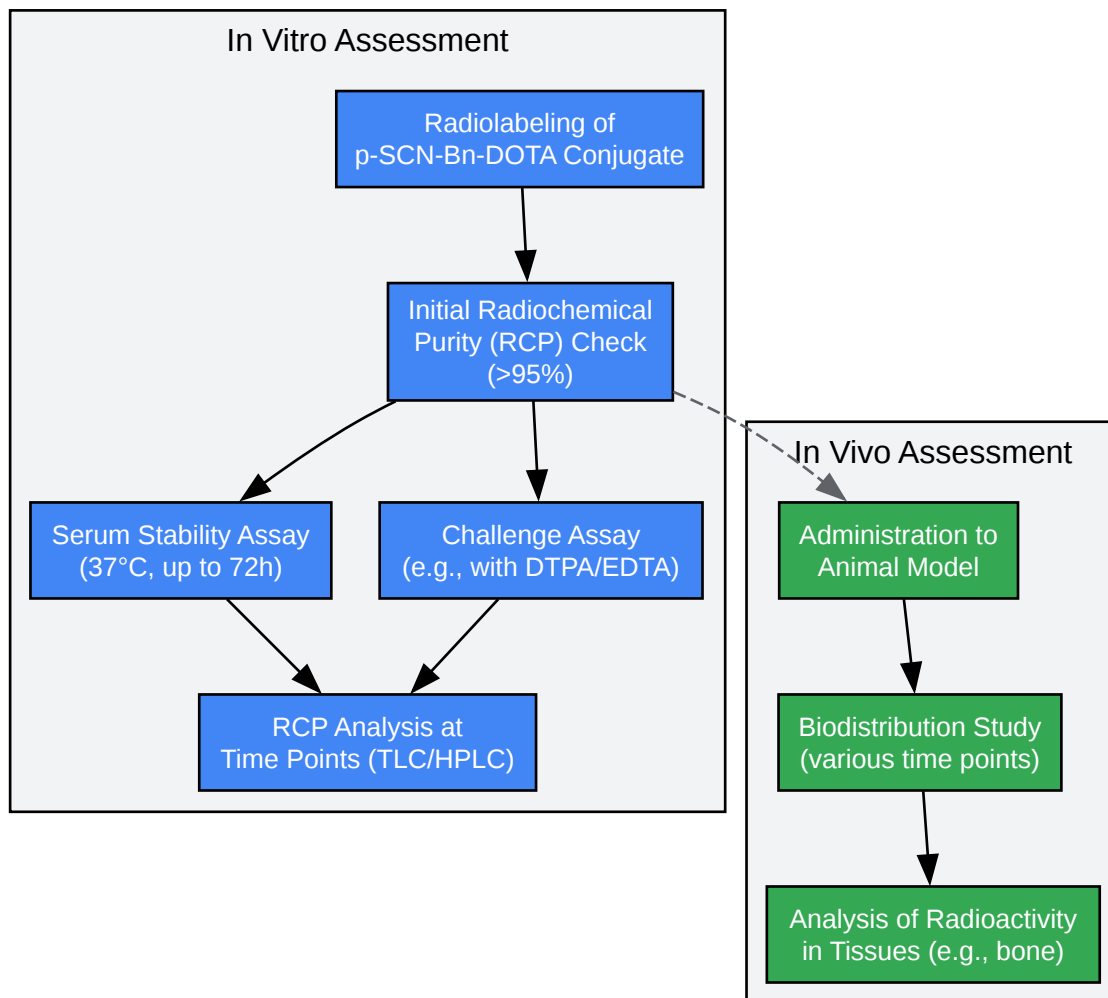 In Vitro Assessment
Radiolabeling of
p-SCN-Bn-DOTA Conjugate
Initial Radiochemical
Purity (RCP) Check
(>95%)
Serum Stability Assay
(37°C, up to 72h)
Challenge Assay
(e.g., with DTPA/EDTA)
RCP Analysis at
Time Points (TLC/HPLC)
In Vivo Assessment
Administration to
Animal Model
Biodistribution Study
(various time points)
Analysis of Radioactivity
in Tissues (e.g., bone)